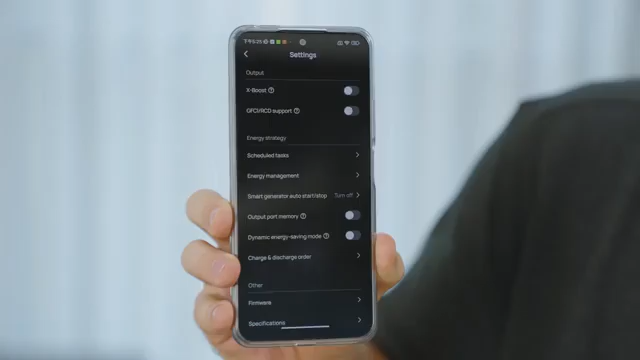 Settings
Output
X-Boost
GFCI/RCD support
Energy strategy
Scheduled tasks
Energy management
Smart generator auto start/stop Turn off
Output port memory
Dynamic energy-saving mode
Charge & discharge order
Other
Firmware
Specifications